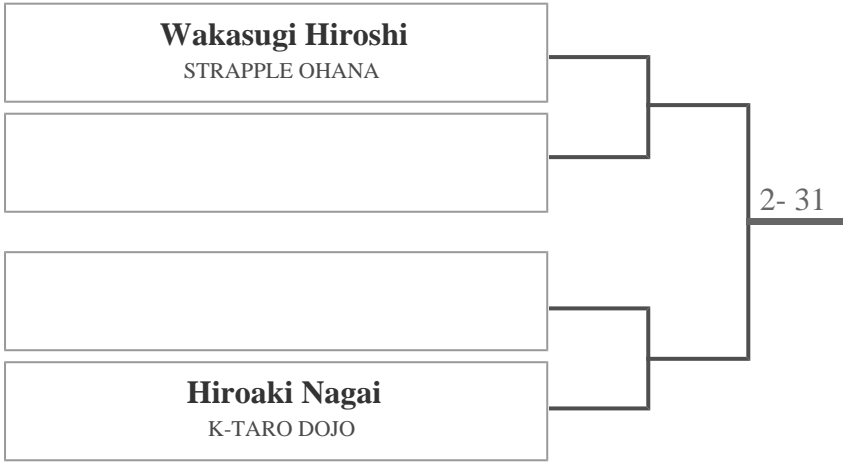 Wakasugi Hiroshi
STRAPPLE OHANA
2- 31
Hiroaki Nagai
K-TARO DOJO